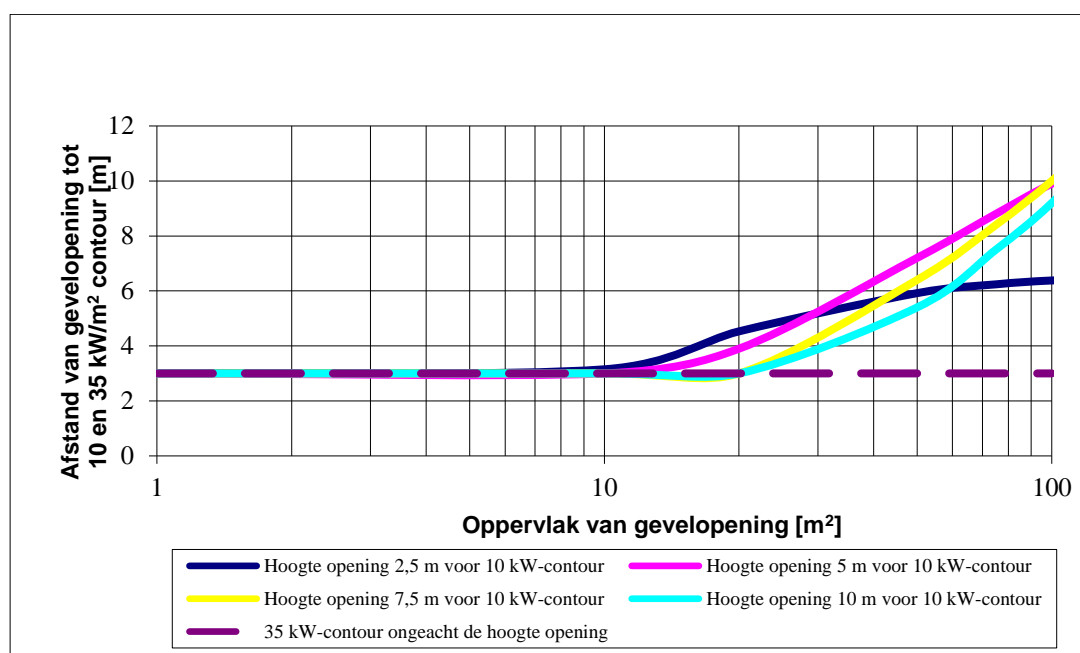 Afstand van gevelopening tot
10 en 35 kW/m² contour [m]
12
10
8
6
4
2
0
1
10
100
Oppervlak van gevelopening [m²]
Hoogte opening 2,5 m voor 10 kW-contour
Hoogte opening 5 m voor 10 kW-contour
Hoogte opening 7,5 m voor 10 kW-contour
Hoogte opening 10 m voor 10 kW-contour
35 kW-contour ongeacht de hoogte opening